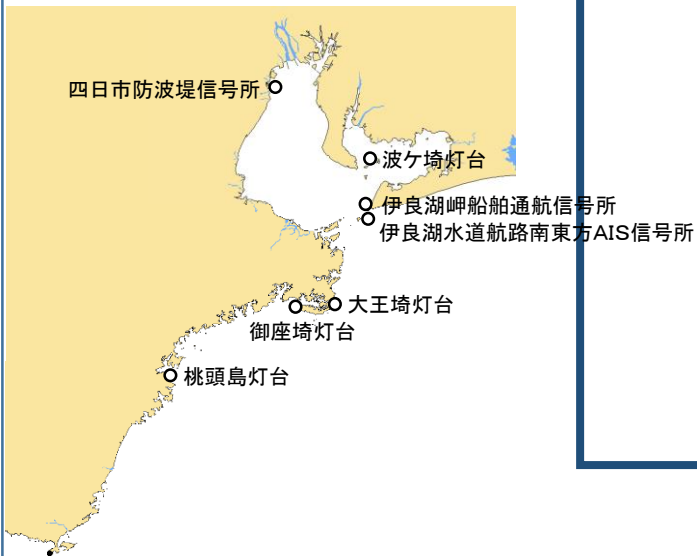 四日市防波堤信号所
波ケ埼灯台
伊良湖岬船舶通航信号所
伊良湖水道航路南東方AIS信号所
大王埼灯台
御座埼灯台
桃頭島灯台